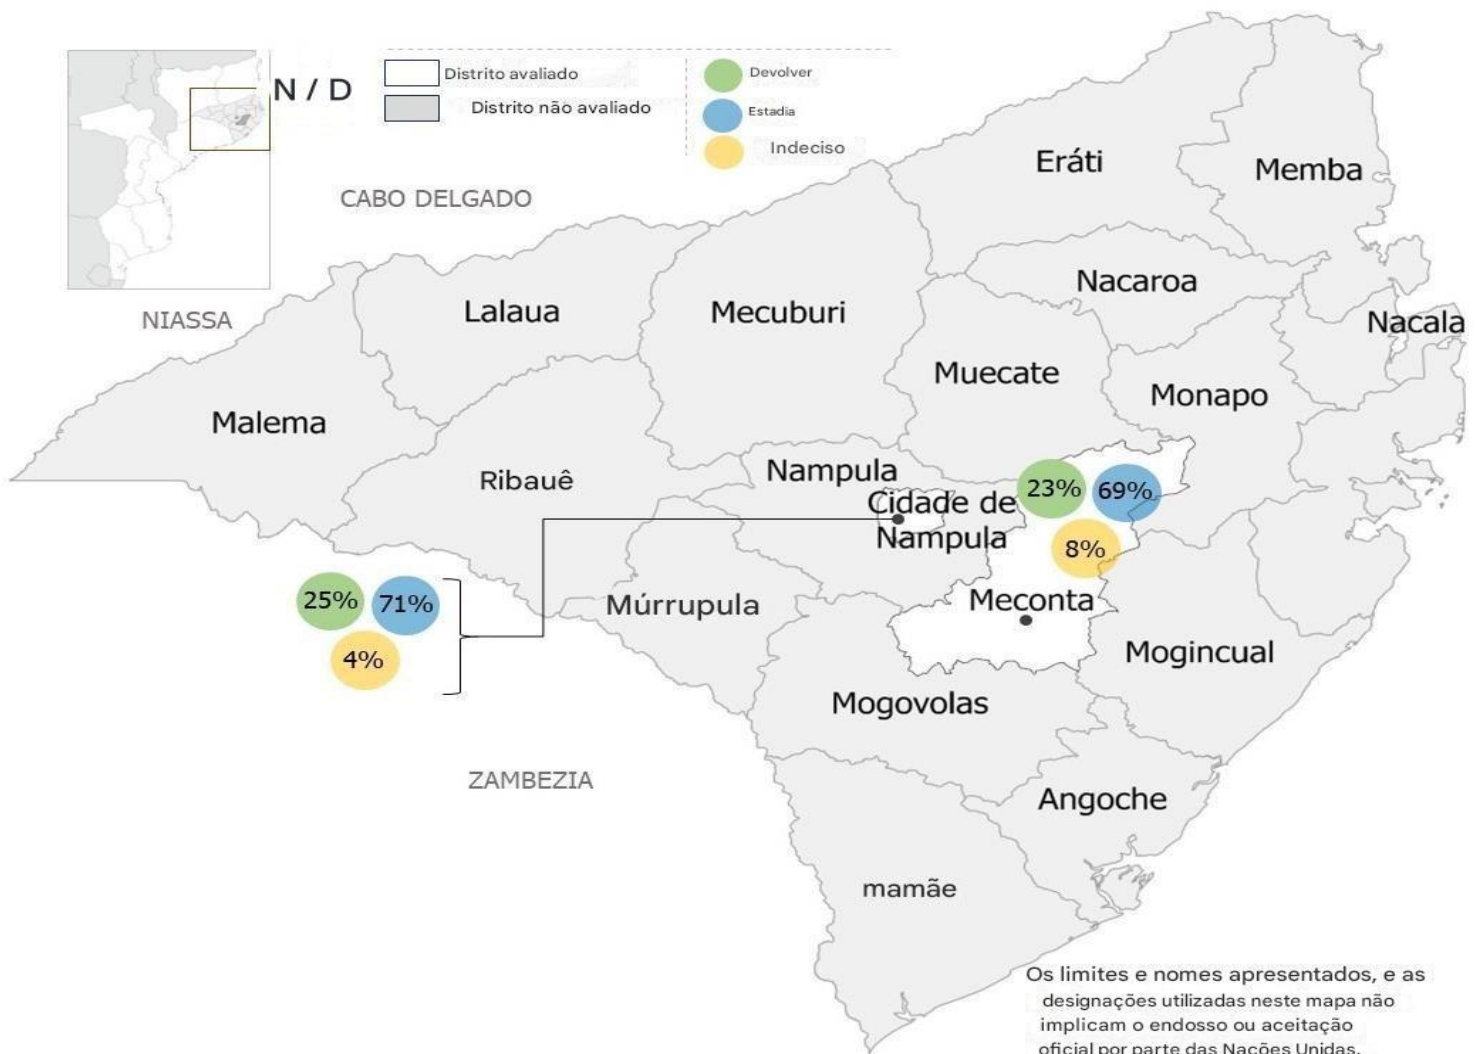 N / D
Distrito avaliado
Distrito não avaliado
Devolver
Estadia
Indeciso
CABO DELGADO
NIASSA
Eráti
Memba
Nacaroa
Lalaua
Mecuburi
Nacala
Muecate
Monapo
Malema
Ribauê
Nampula
Cidade de
Nampula
23%
69%
8%
25%
71%
4%
Múrrupula
Meconta
Mogincual
Mogovolas
ZAMBEZIA
Angoche
mamãe
Os limites e nomes apresentados, e as
designações utilizadas neste mapa não
implicam o endosso ou aceitação
oficial por parte das Nações Unidas.